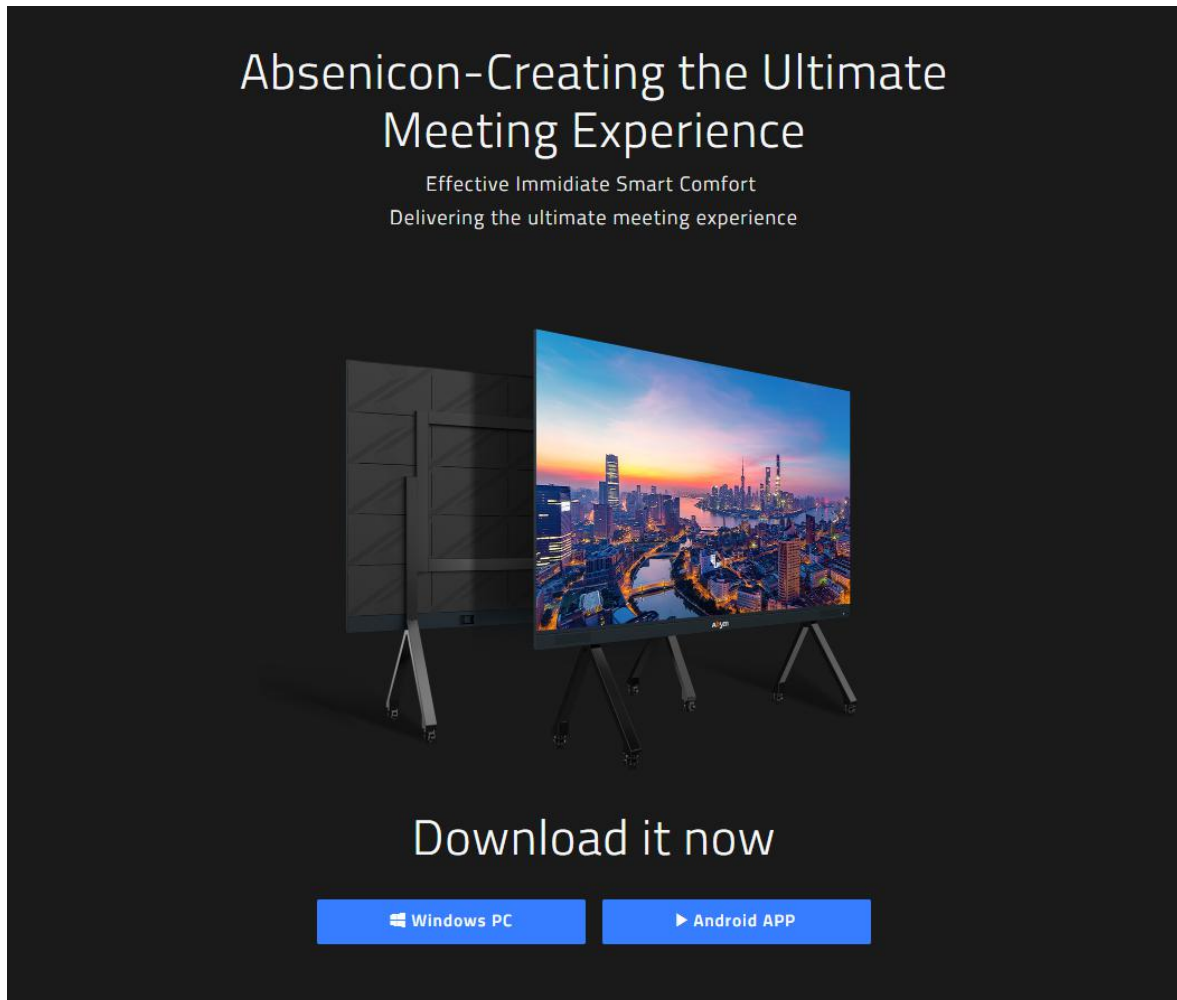 Absenicon-Creating the Ultimate
Meeting Experience
Effective Immidiate Smart Comfort
Delivering the ultimate meeting experience
Download it now
Windows PC
Android APP